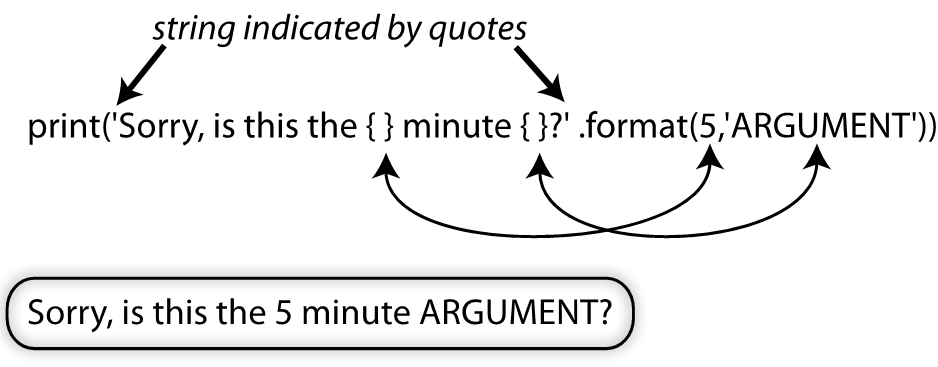 string indicated by quotes
print('Sorry, is this the { } minute { }?' .format(5,'ARGUMENT'))
Sorry, is this the 5 minute ARGUMENT?